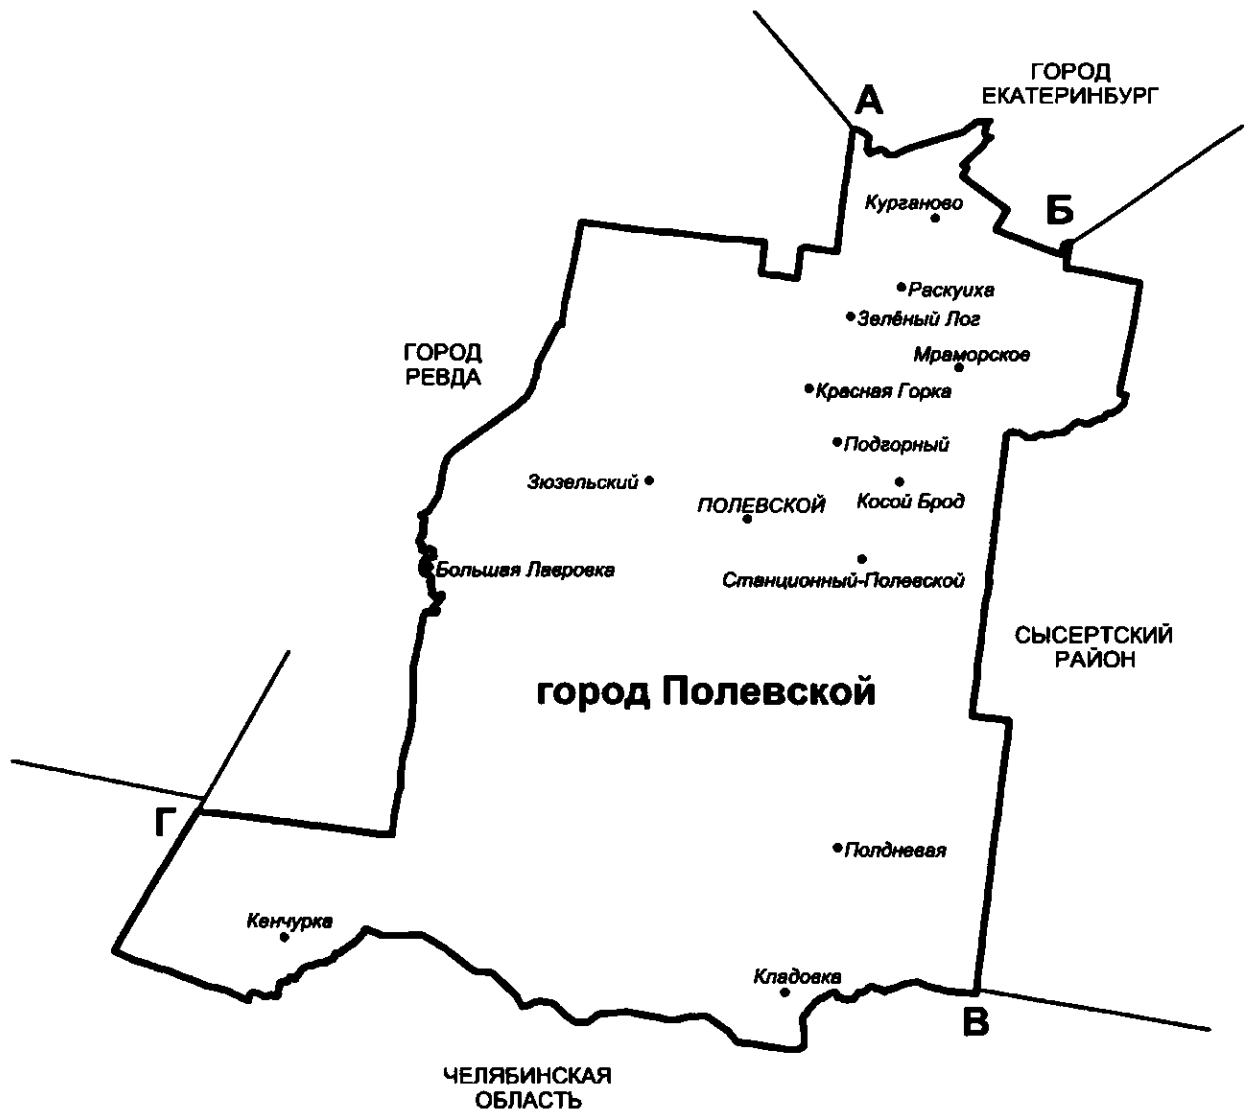 ГОРОД
ЕКАТЕРИНБУРГ
А
Курганово
Б
Раскуиха
Зелёный Лог
ГОРОД
РЕВДА
Мраморское
Красная Горка
Подгорный
Зюзельский
ПОЛЕВСКОЙ
Косой Брод
Большая Лавровка
Станционный-Полевской
СЫСЕРТСКИЙ
РАЙОН
город Полевской
Г
Полдневая
Кенчурка
Кладовка
В
ЧЕЛЯБИНСКАЯ
ОБЛАСТЬ